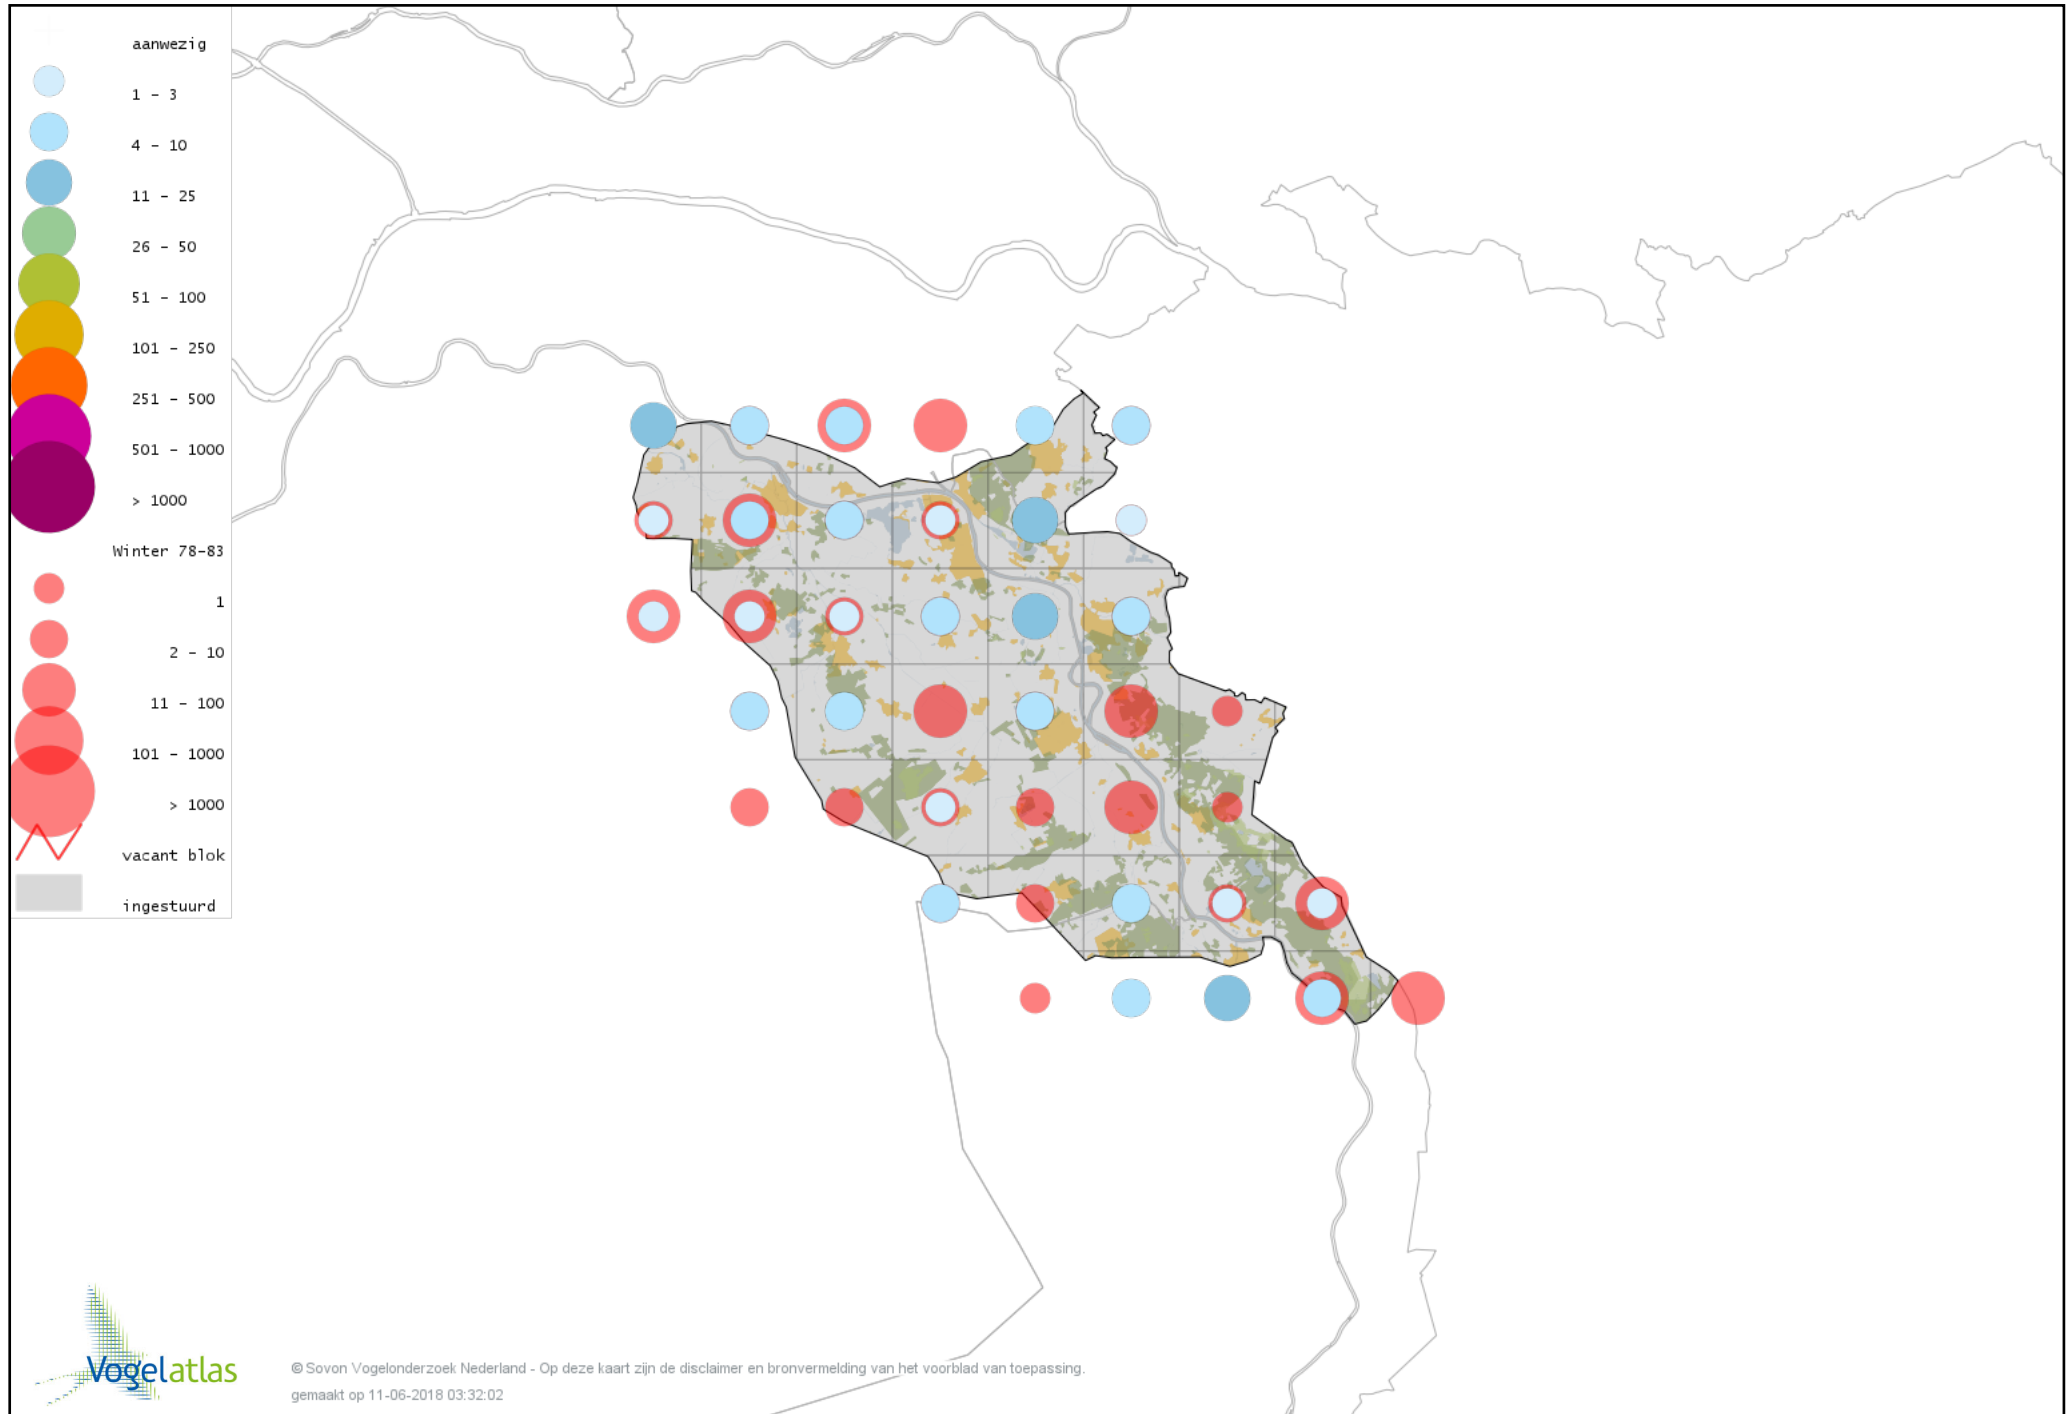 aanwezig
1 - 3
4 - 10
11 - 25
26 - 50
51 - 100
101 - 250
251 - 500
501 - 1000
> 1000
Winter 78-83
1
2 - 10
11 - 100
101 - 1000
> 1000
vacant blok
ingestuurd
Vogelatlas
© Sovon Vogelonderzoek Nederland - Op deze kaart zijn de disclaimer en bronvermelding van het voorblad van toepassing.
gemaakt op 11-06-2018 03:32:02